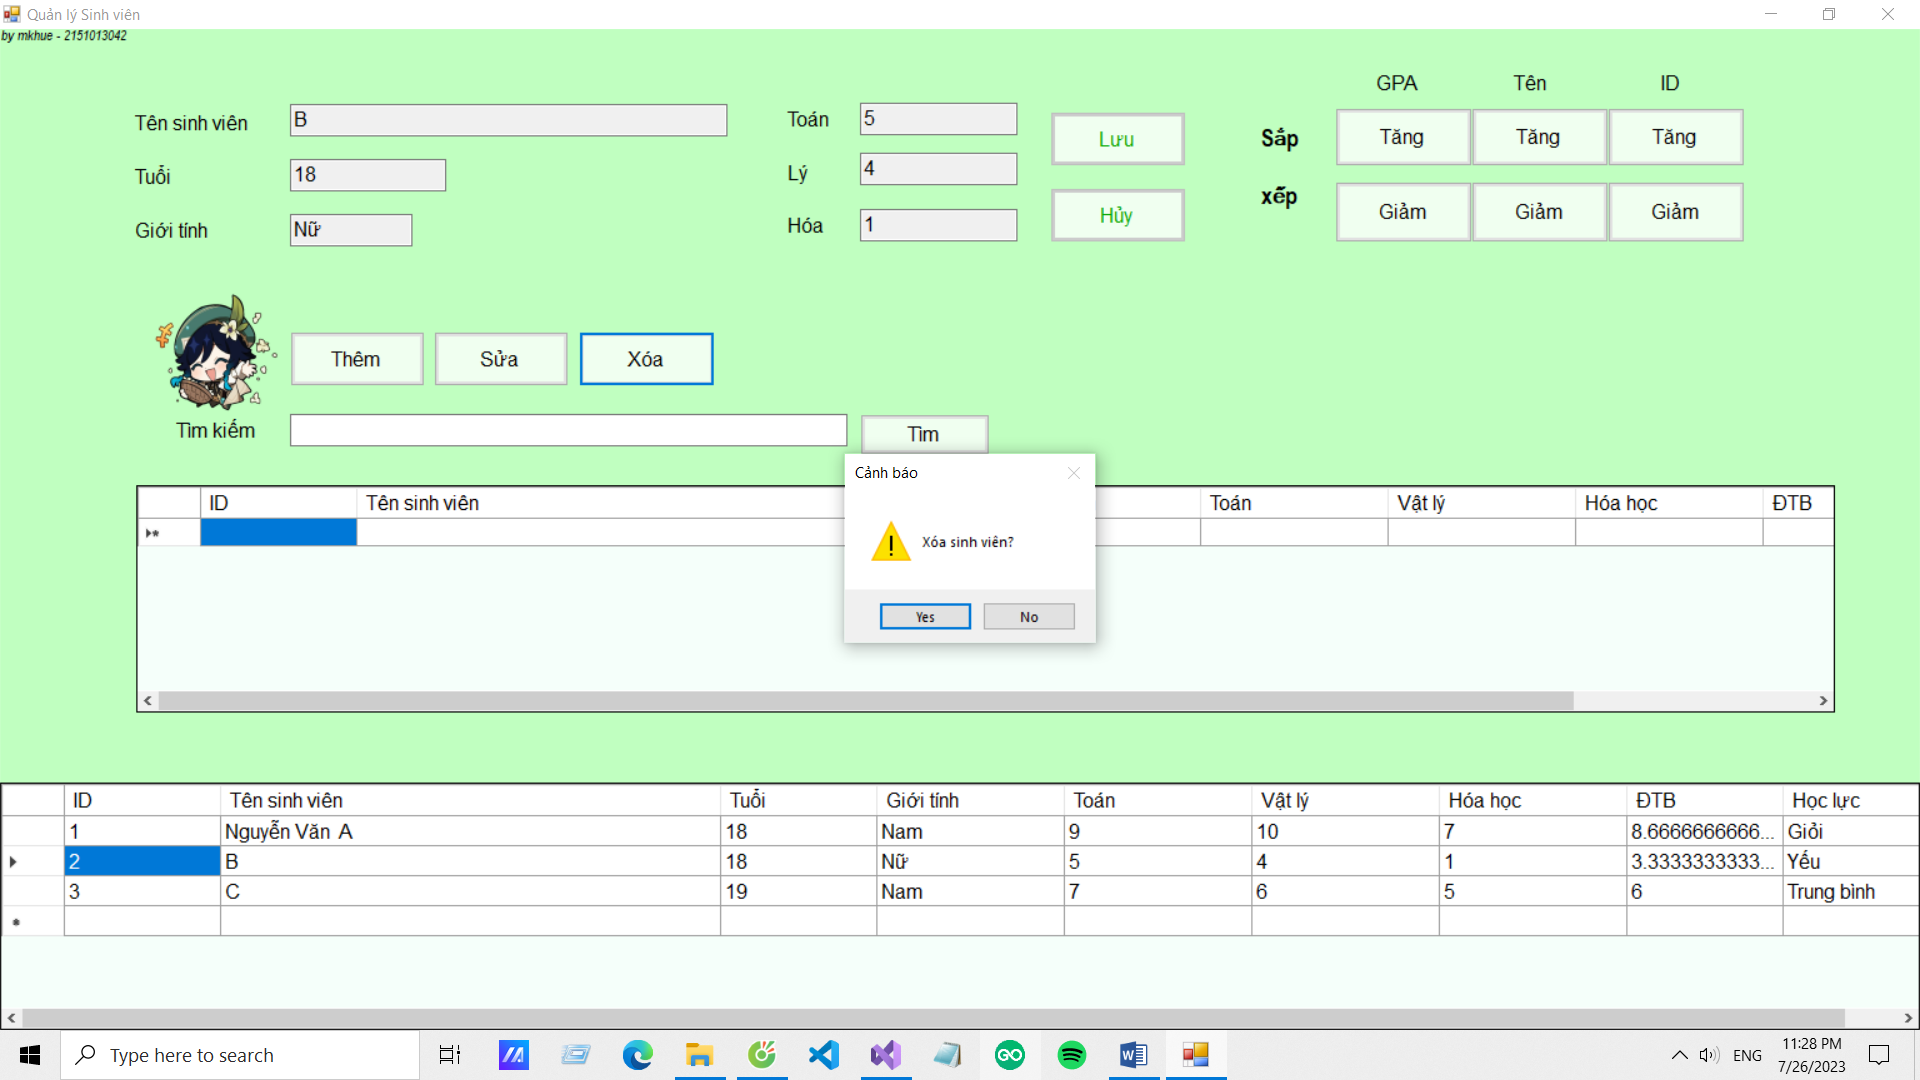 Quản lý Sinh viên
by mkhue - 2151013042
GPA Tên ID
Tên sinh viên B Toán 5 Lưu Sắp Tăng Tăng Tăng
Tuổi 18 Lý 4
Giới tính Nữ Hóa 1 Hủy xếp Giảm Giảm Giảm
Thêm Sửa Xóa
Tìm kiếm Tìm
Cảnh báo
Xóa sinh viên?
Yes No
ID Tên sinh viên Toán Vật lý Hóa học ĐTB
ID Tên sinh viên Tuổi Giới tính Toán Vật lý Hóa học ĐTB Học lực
1 Nguyễn Văn A 18 Nam 9 10 7 8.6666666666... Giỏi
2 B 18 Nữ 5 4 1 3.3333333333... Yếu
3 C 19 Nam 7 6 5 6 Trung bình
Type here to search
GO
ENG
11:28 PM
7/26/2023